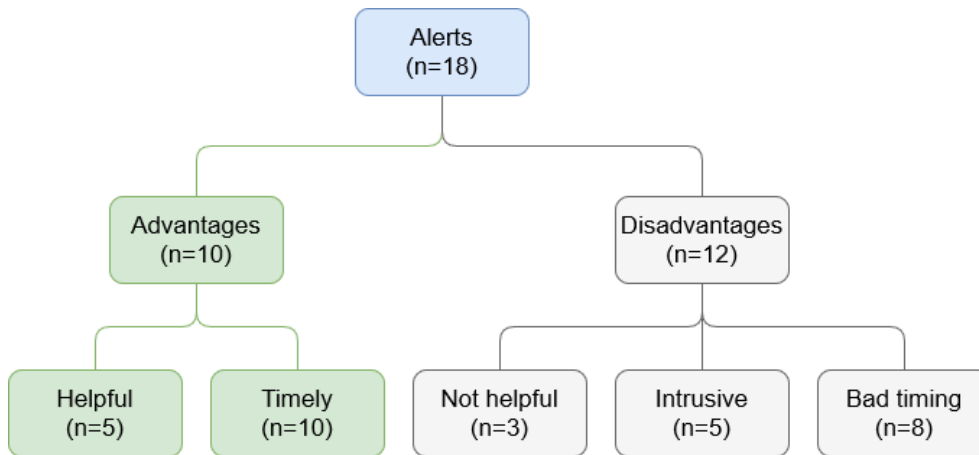 Alerts
(n=18)
Advantages
(n=10)
Disadvantages
(n=12)
Helpful
(n=5)
Timely
(n=10)
Not helpful
(n=3)
Intrusive
(n=5)
Bad timing
(n=8)